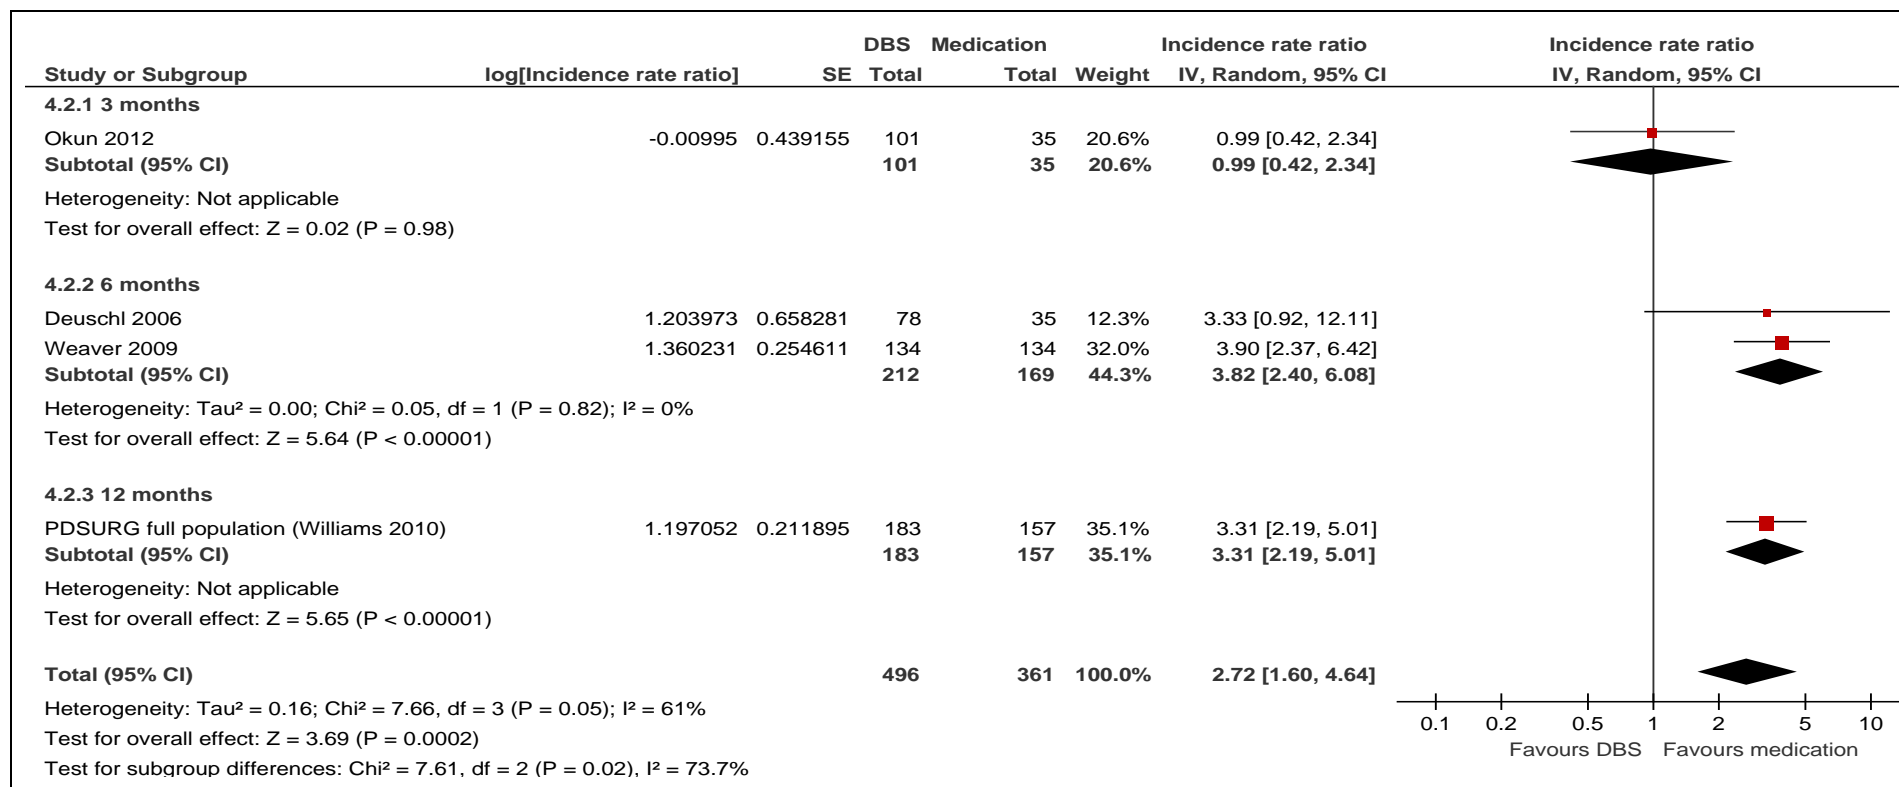 DBS Medication Incidence rate ratio Incidence rate ratio
Study or Subgroup log[Incidence rate ratio] SE Total Total Weight IV, Random, 95% CI IV, Random, 95% CI
4.2.1 3 months
Okun 2012 -0.00995 0.439155 101 35 20.6% 0.99 [0.42, 2.34]
Subtotal (95% CI) 101 35 20.6% 0.99 [0.42, 2.34]
Heterogeneity: Not applicable
Test for overall effect: Z = 0.02 (P = 0.98)
4.2.2 6 months
Deuschl 2006 1.203973 0.658281 78 35 12.3% 3.33 [0.92, 12.11]
Weaver 2009 1.360231 0.254611 134 134 32.0% 3.90 [2.37, 6.42]
Subtotal (95% CI) 212 169 44.3% 3.82 [2.40, 6.08]
Heterogeneity: Tau² = 0.00; Chi² = 0.05, df = 1 (P = 0.82); I² = 0%
Test for overall effect: Z = 5.64 (P < 0.00001)
4.2.3 12 months
PDSURG full population (Williams 2010) 1.197052 0.211895 183 157 35.1% 3.31 [2.19, 5.01]
Subtotal (95% CI) 183 157 35.1% 3.31 [2.19, 5.01]
Heterogeneity: Not applicable
Test for overall effect: Z = 5.65 (P < 0.00001)
Total (95% CI) 496 361 100.0% 2.72 [1.60, 4.64]
Heterogeneity: Tau² = 0.16; Chi² = 7.66, df = 3 (P = 0.05); I² = 61%
Test for overall effect: Z = 3.69 (P = 0.0002)
Test for subgroup differences: Chi² = 7.61, df = 2 (P = 0.02), I² = 73.7%
0.1 0.2 0.5 1 2 5 10
Favours DBS Favours medication